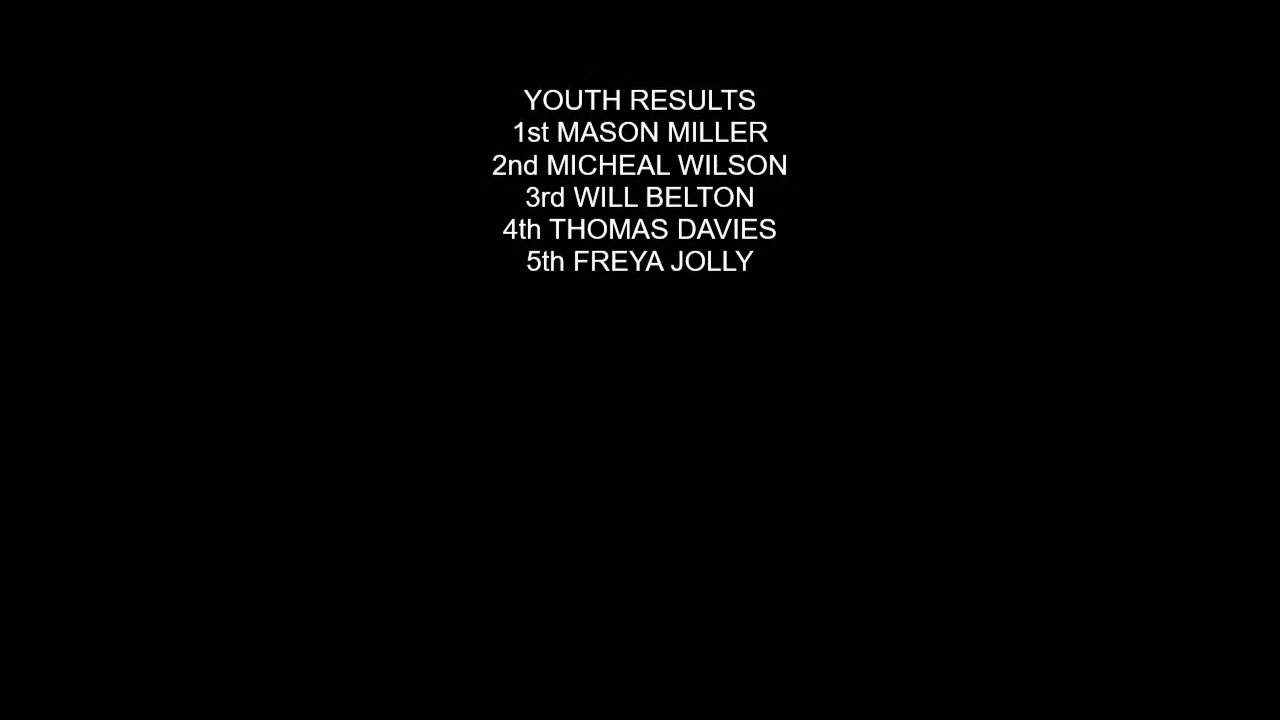 YOUTH RESULTS
1st MASON MILLER
2nd MICHEAL WILSON
3rd WILL BELTON
4th THOMAS DAVIES
5th FREYA JOLLY